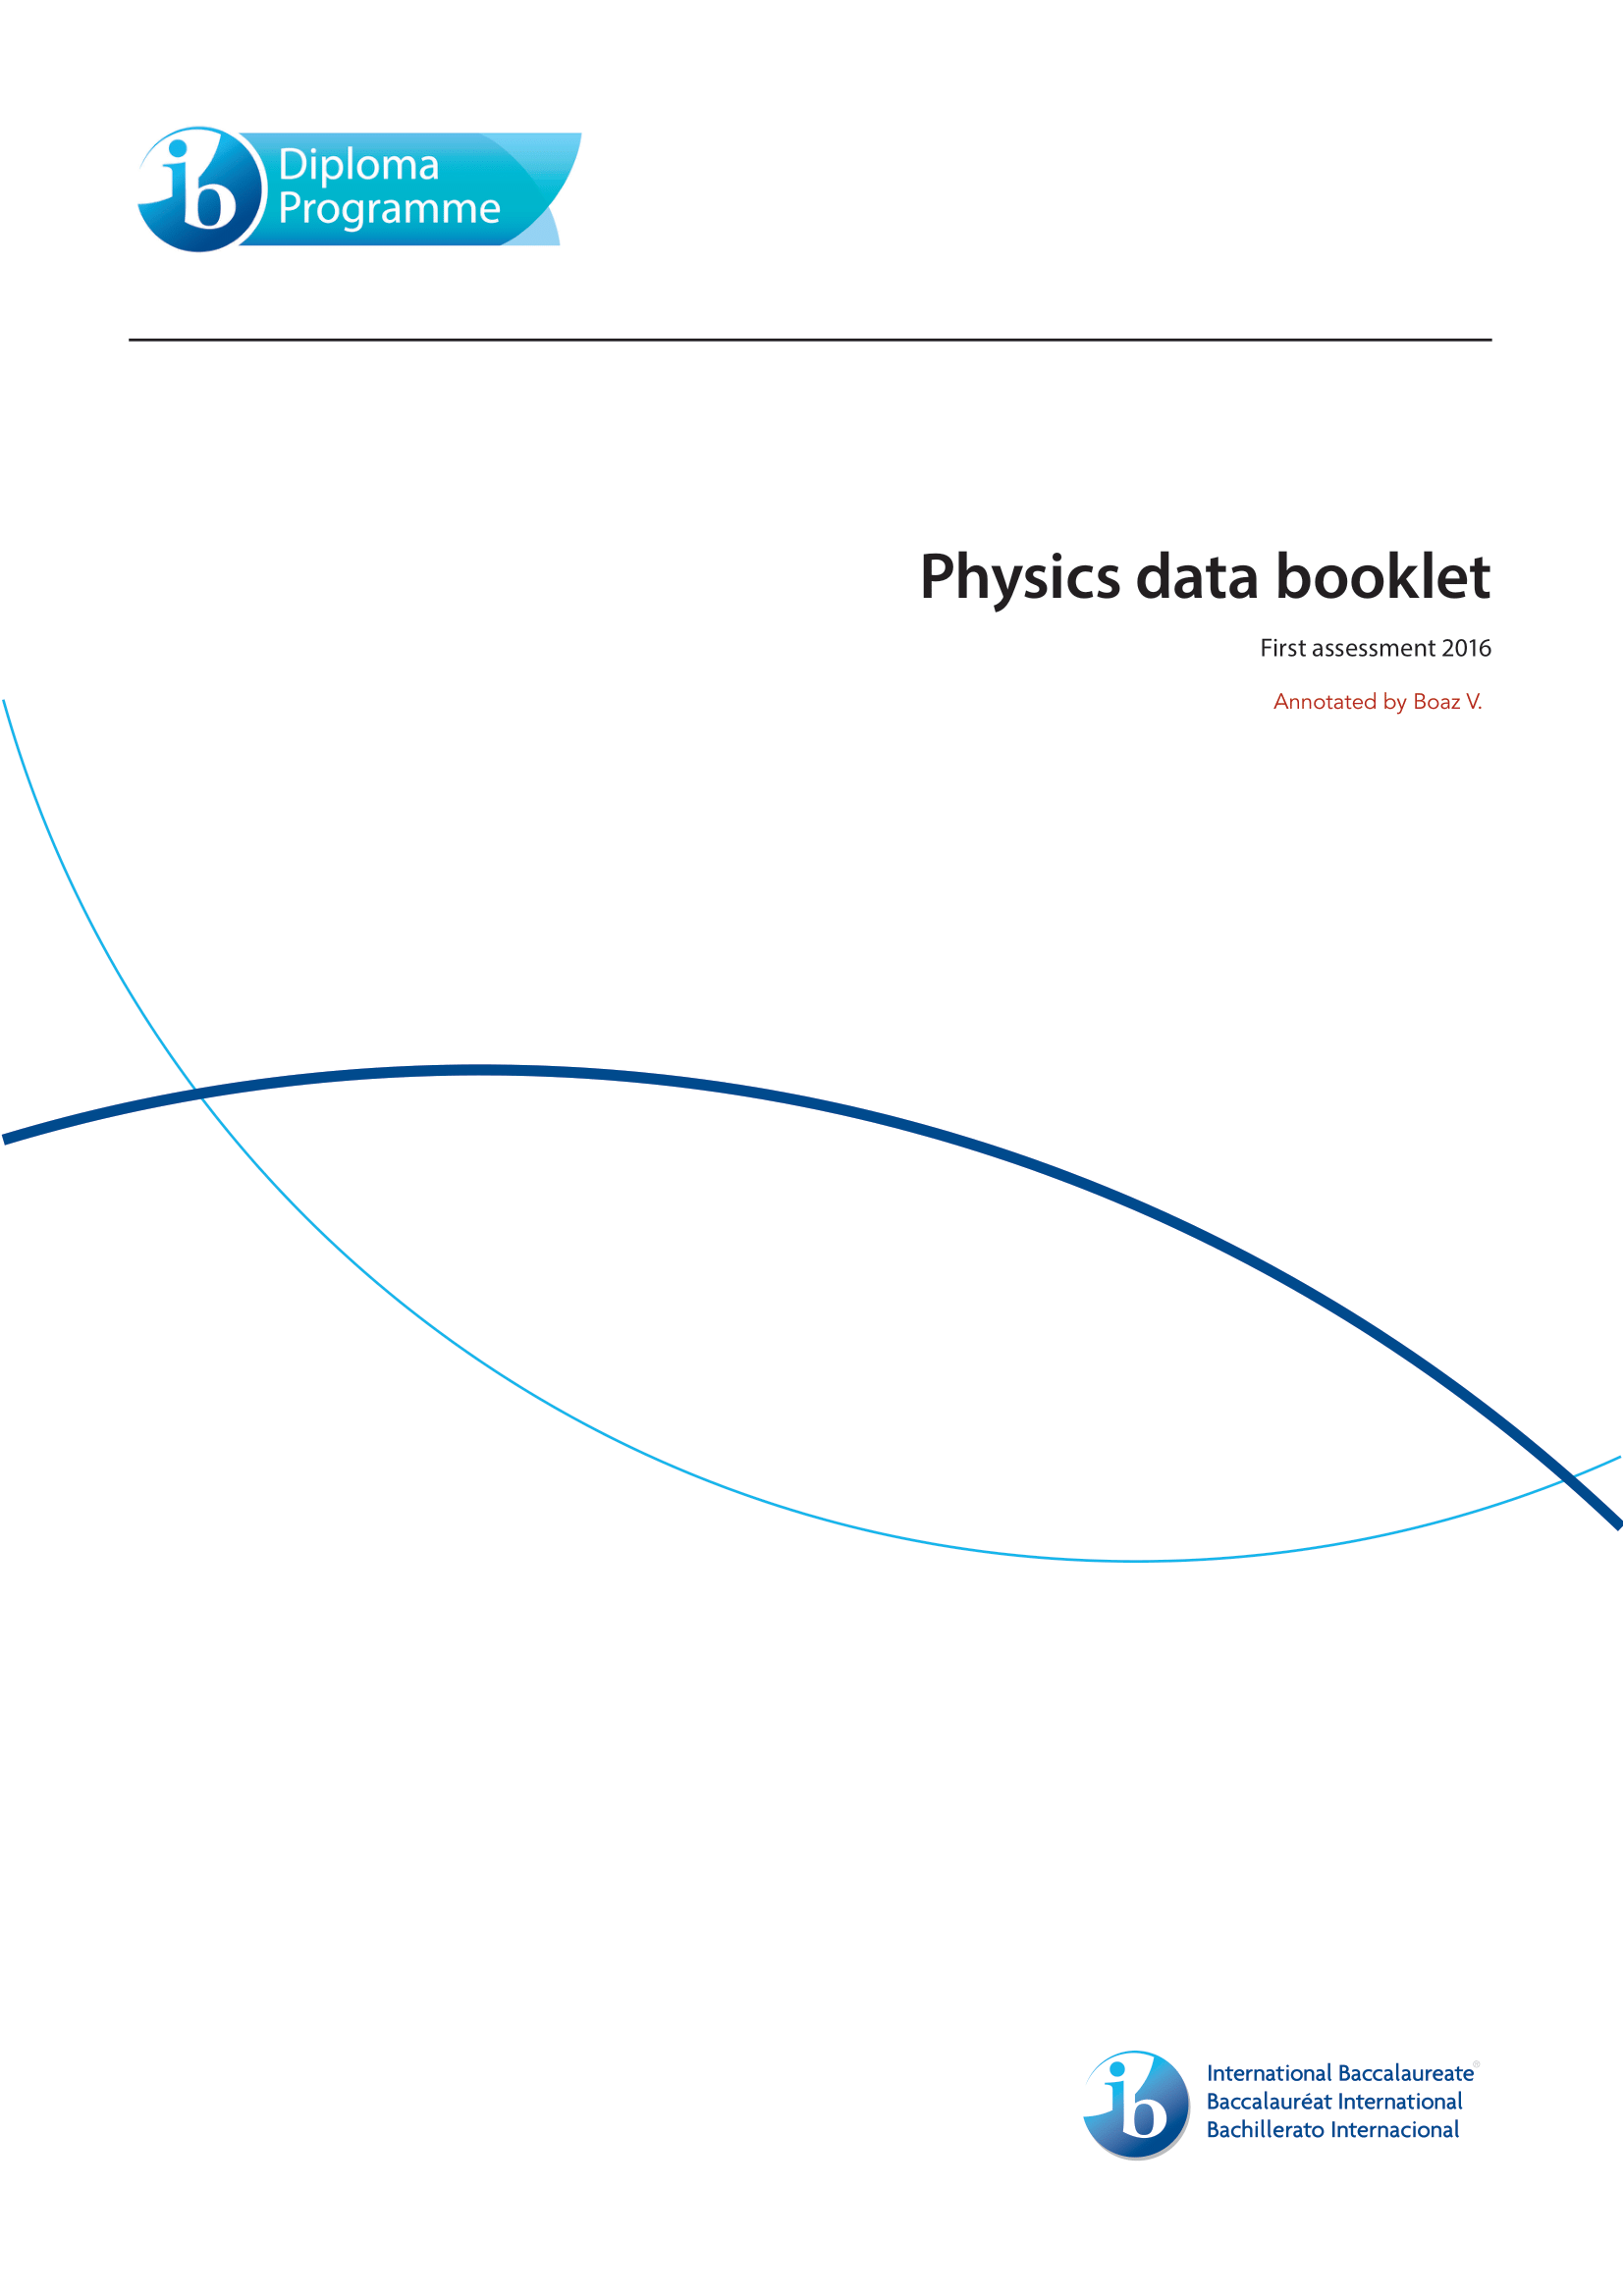 ib
Diploma
Programme
Physics data booklet
First assessment 2016
Annotated by Boaz V.
ib
International Baccalaureate®
Baccalauréat International
Bachillerato Internacional